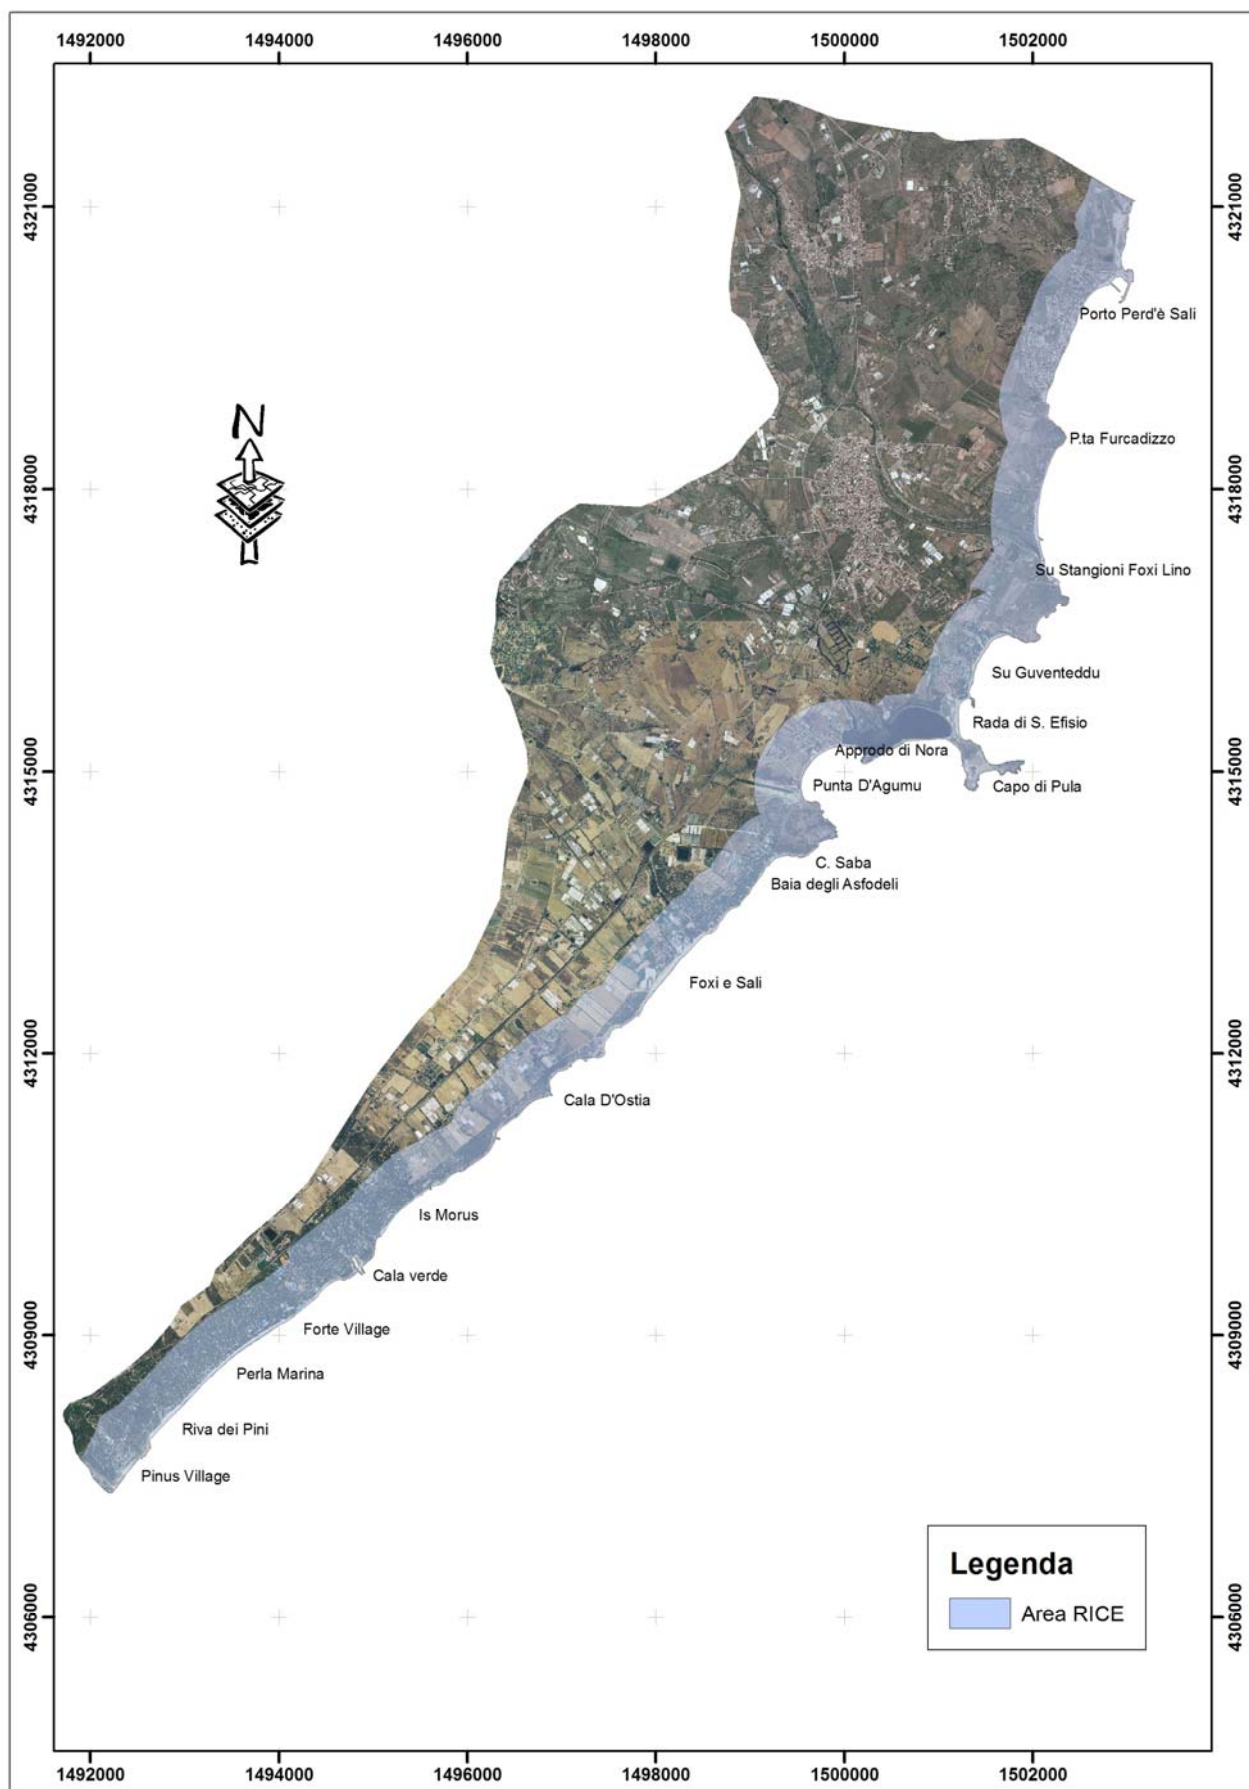 1492000 1494000 1496000 1498000 1500000 1502000
N
4321000 4321000
Porto Perd'è Sali
P.ta Furcadizzo
4318000 4318000
Su Stangioni Foxi Lino
Su Guventeddu
Rada di S. Efisio
Approdo di Nora
4315000 4315000
Punta D'Agumu
Capo di Pula
C. Saba
Baia degli Asfodeli
Foxi e Sali
4312000 4312000
Cala D'Ostia
Is Morus
Cala verde
Forte Village
4309000 4309000
Perla Marina
Riva dei Pini
Pinus Village
Legenda
Area RICE
4306000 4306000
1492000 1494000 1496000 1498000 1500000 1502000